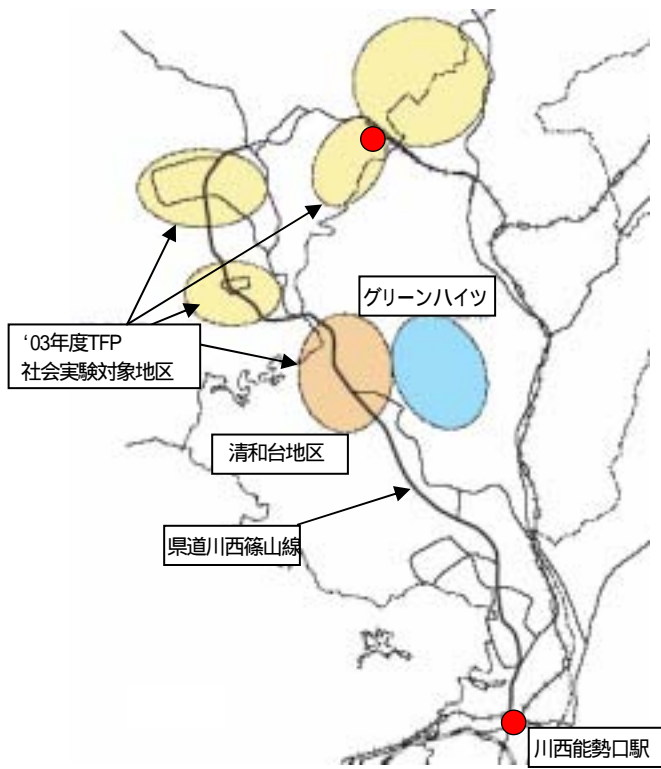 グリーンハイツ
‘03年度TFP
社会実験対象地区
清和台地区
県道川西篠山線
川西能勢口駅